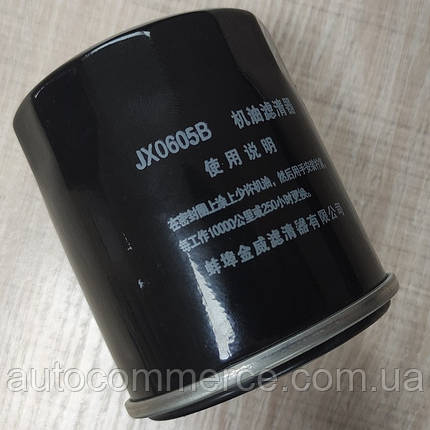 JX0605B 机油滤清器
使用说明
在密封圈上涂上少许机油，然后用手安装拧紧，
每工作10000公里或250小时更换。
蚌埠金威滤清器有限公司
autocommerce.com.ua